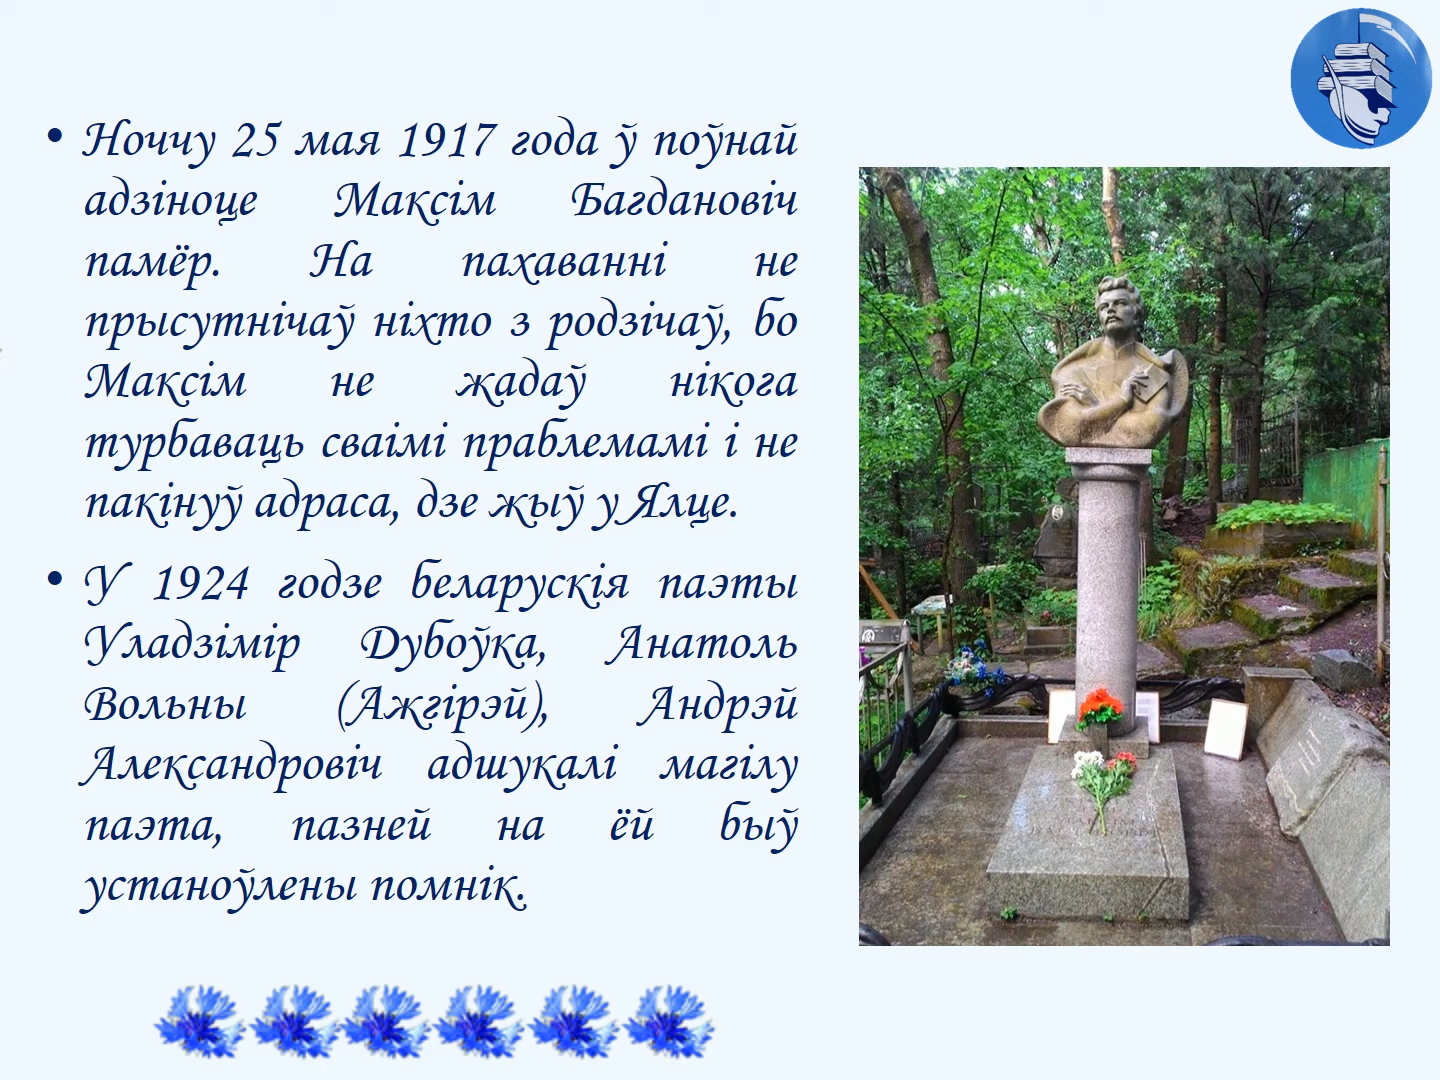 • Ноччу 25 мая 1917 года ў поўнай
адзіноце Максім Багдановіч
памёр. На пахаванні не
прысутнічаў ніхто з родзічаў, бо
Максім не жадаў нікога
турбаваць сваімі праблемамі і не
пакінуў адраса, дзе жыў у Ялце.
• У 1924 годзе беларускія паэты
Уладзімір Дубоўка, Анатоль
Вольны (Ажгірэй), Андрэй
Александровіч адшукалі магілу
паэта, пазней на ёй быў
устаноўлены помнік.